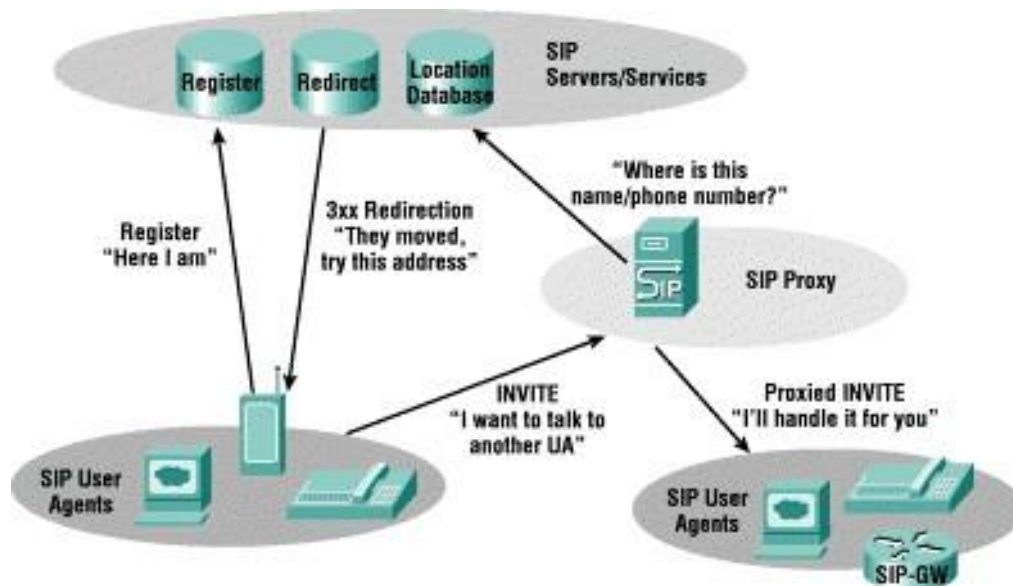 Register
Redirect
Location
Database
SIP
Servers/Services
"Where is this
name/phone number?"
Register
"Here I am"
3xx Redirection
"They moved,
try this address"
SIP
SIP Proxy
INVITE
"I want to talk to
another UA"
Proxied INVITE
"I'll handle it for you"
SIP User
Agents
SIP User
Agents
SIP-GW